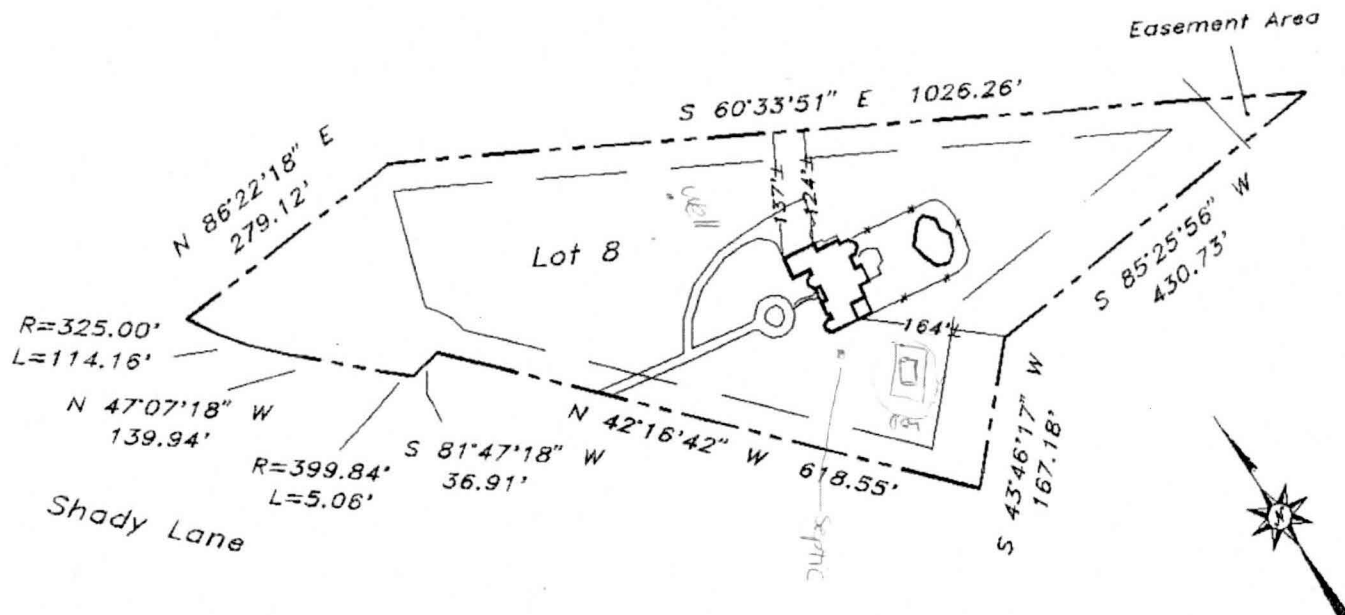 Easement Area
S 60°33'51" E 1026.26'
N 86°22'18" E
279.12'
137'±
124'±
Lot 8
S 85°25'56" W
430.73'
R=325.00'
L=114.16'
164'±
N 47°07'18" W
139.94'
N 42°16'42" W 618.55'
S 43°46'17" W
167.18'
R=399.84'
L=5.06'
S 81°47'18" W
36.91'
Septic
Shady Lane
N